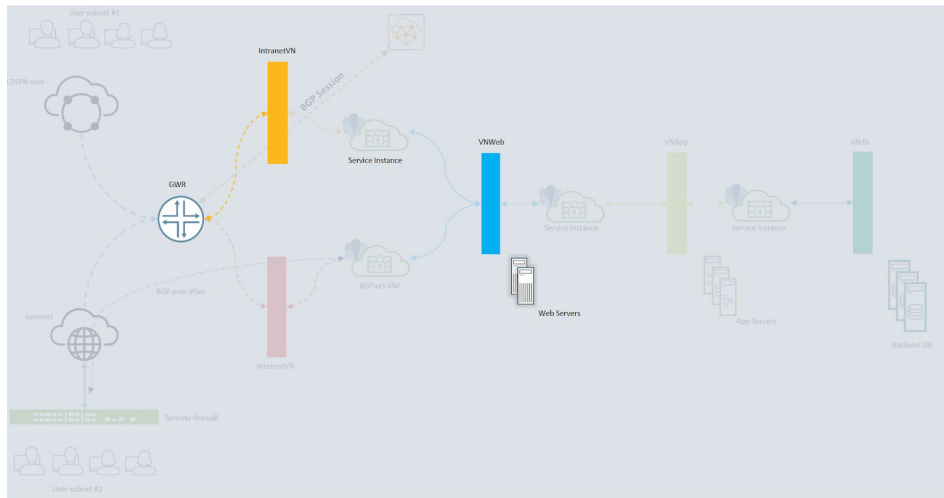 User subnet #1
IntranetVN
L3VPN core
BGP Session
Service Instance
VNWeb
VNApp
VNdb
GWR
Service Instance
Service Instance
BGP over IPSec
BGPaaS VNF
Internet
Web Servers
App Servers
Backend DB
InternetVN
Remote firewall
User subnet #2